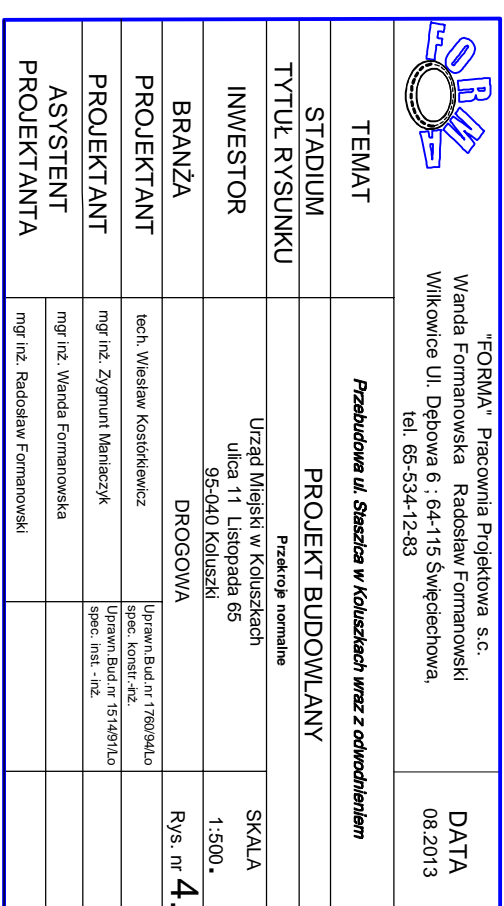 FORMA
"FORMA" Pracownia Projektowa s.c.
Wanda Formanowska Radosław Formanowski
Wilkowice Ul. Dębowa 6 ; 64-115 Święciechowa,
tel. 65-534-12-83
DATA
08.2013
TEMAT
Przebudowa ul. Staszica w Koluszkach wraz z odwodnieniem
STADIUM
PROJEKT BUDOWLANY
TYTUŁ RYSUNKU
Przekroje normalne
INWESTOR
Urząd Miejski w Koluszkach
ulica 11 Listopada 65
95-040 Koluszki
SKALA
1:500.
BRANŻA
DROGOWA
Rys. nr 4.
PROJEKTANT
tech. Wiesław Kostórkiewicz
Uprawn.Bud.nr 1760/94/Lo
spec. konstr.-inż.
PROJEKTANT
mgr inż. Zygmunt Maniaczyk
Uprawn.Bud.nr 1514/91/Lo
spec. inst. - inż.
ASYSTENT
PROJEKTANTA
mgr inż. Wanda Formanowska
mgr inż. Radosław Formanowski